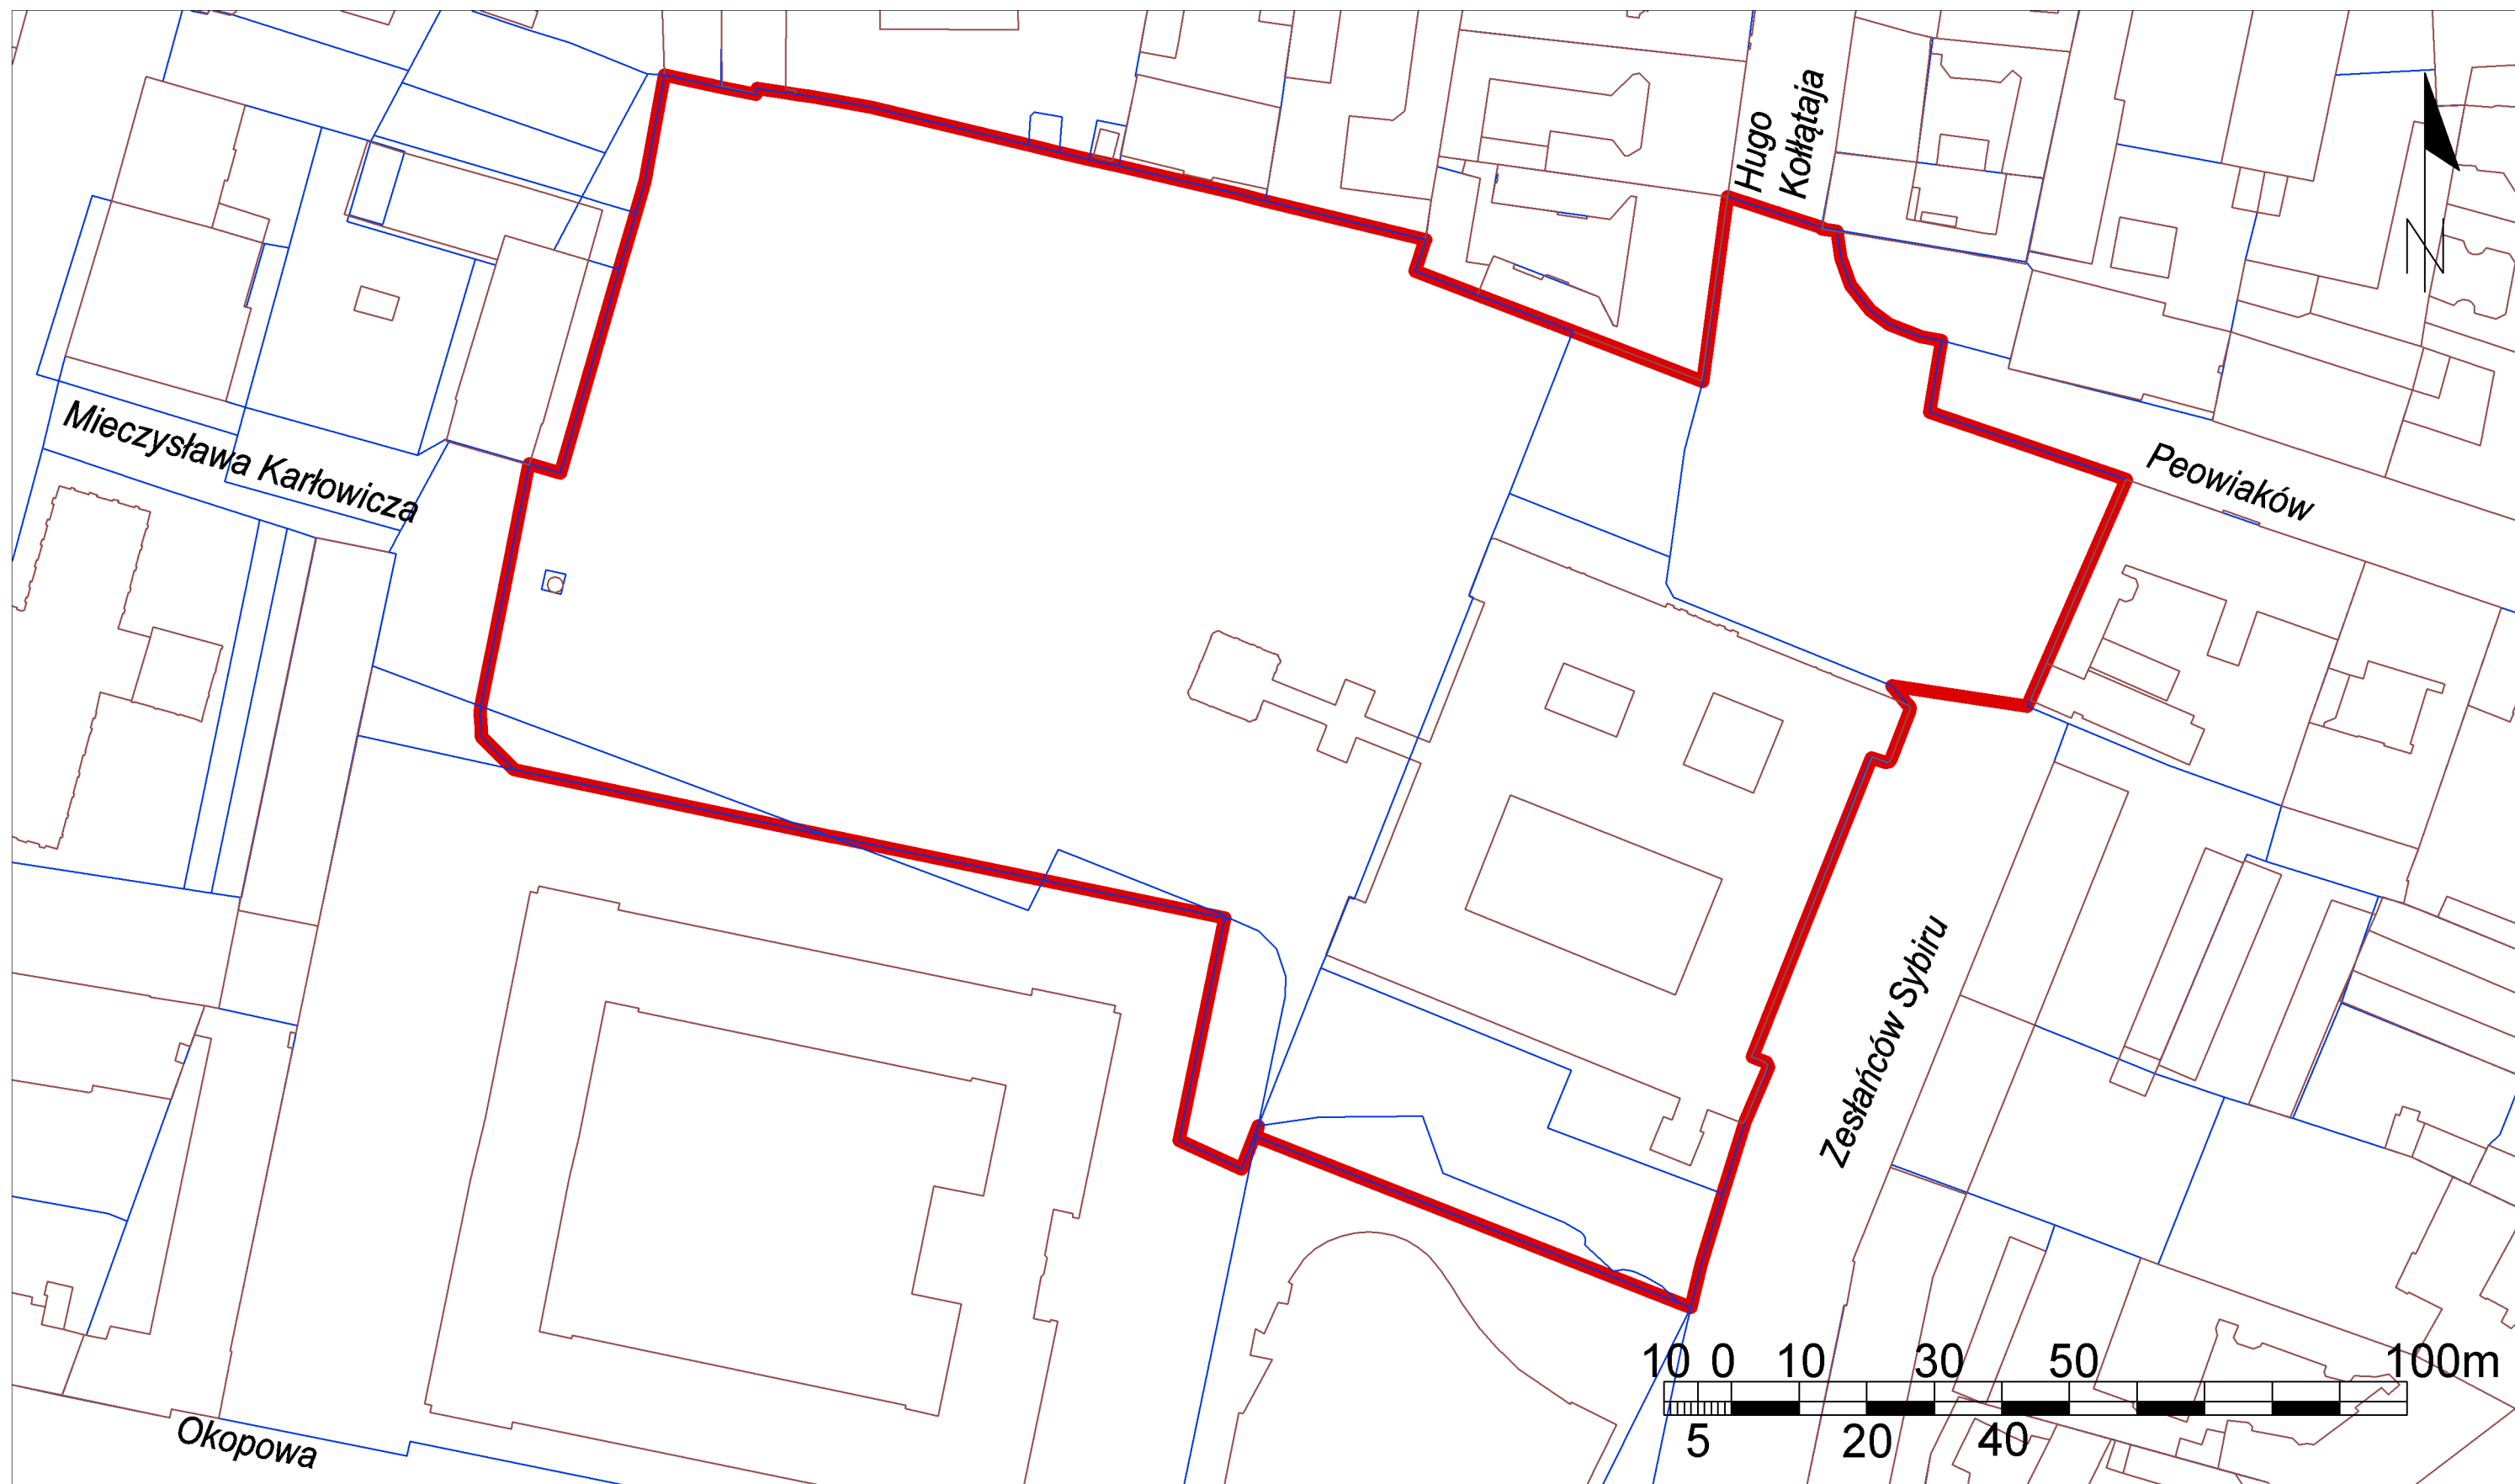 Hugo
Kołłątaja
N
Mieczysława Karłowicza
Peowiaków
Zesłańców Sybiru
10 0 10 30 50 100m
5 20 40
Okopowa